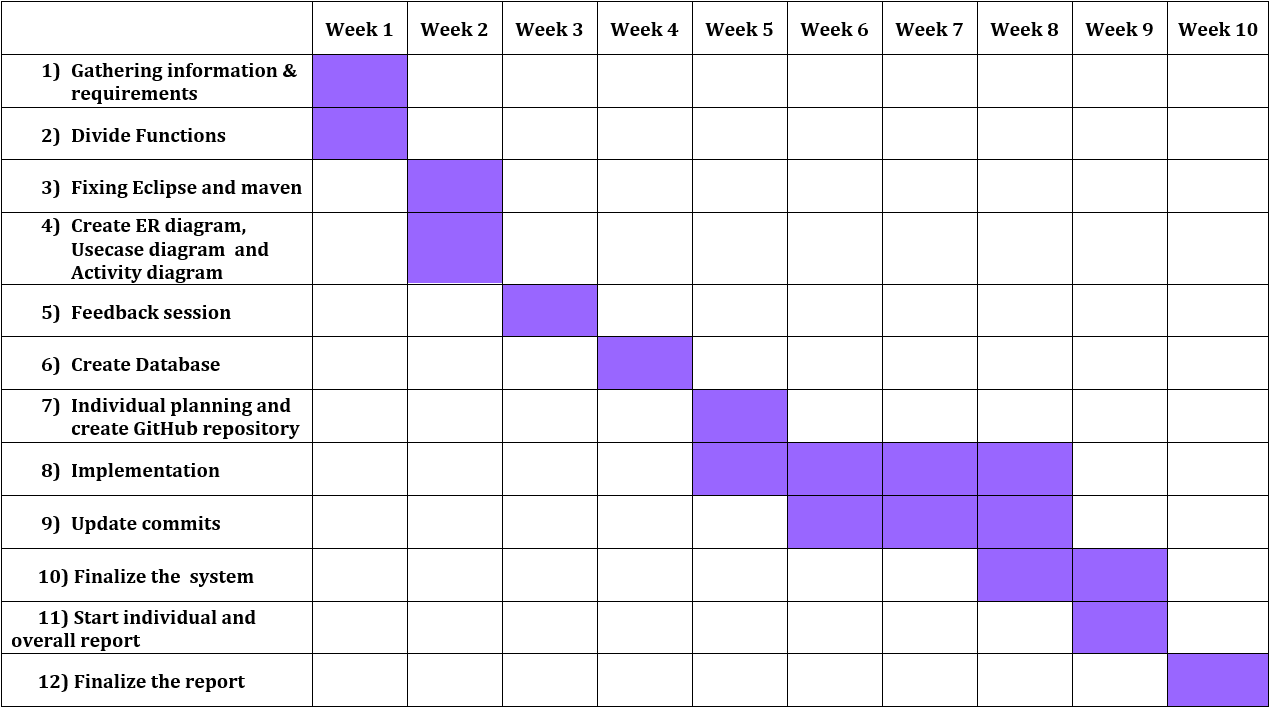 Week 1 Week 2 Week 3 Week 4 Week 5 Week 6 Week 7 Week 8 Week 9 Week 10
1) Gathering information &
requirements
2) Divide Functions
3) Fixing Eclipse and maven
4) Create ER diagram,
Usecase diagram and
Activity diagram
5) Feedback session
6) Create Database
7) Individual planning and
create GitHub repository
8) Implementation
9) Update commits
10) Finalize the system
11) Start individual and
overall report
12) Finalize the report